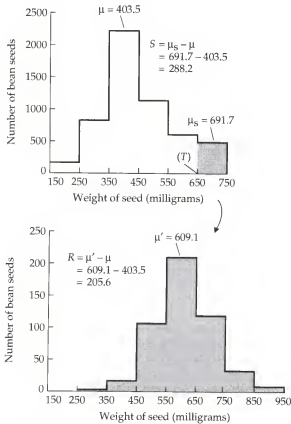 μ = 403.5
2500
2000
1500
1000
500
0
Number of bean seeds
S = μS − μ
= 691.7 − 403.5
= 288.2
μS = 691.7
(T)
150 250 350 450 550 650 750
Weight of seed (milligrams)
μ′ = 609.1
250
200
150
100
50
0
Number of bean seeds
R = μ′ − μ
= 609.1 − 403.5
= 205.6
150 250 350 450 550 650 750 850 950
Weight of seed (milligrams)